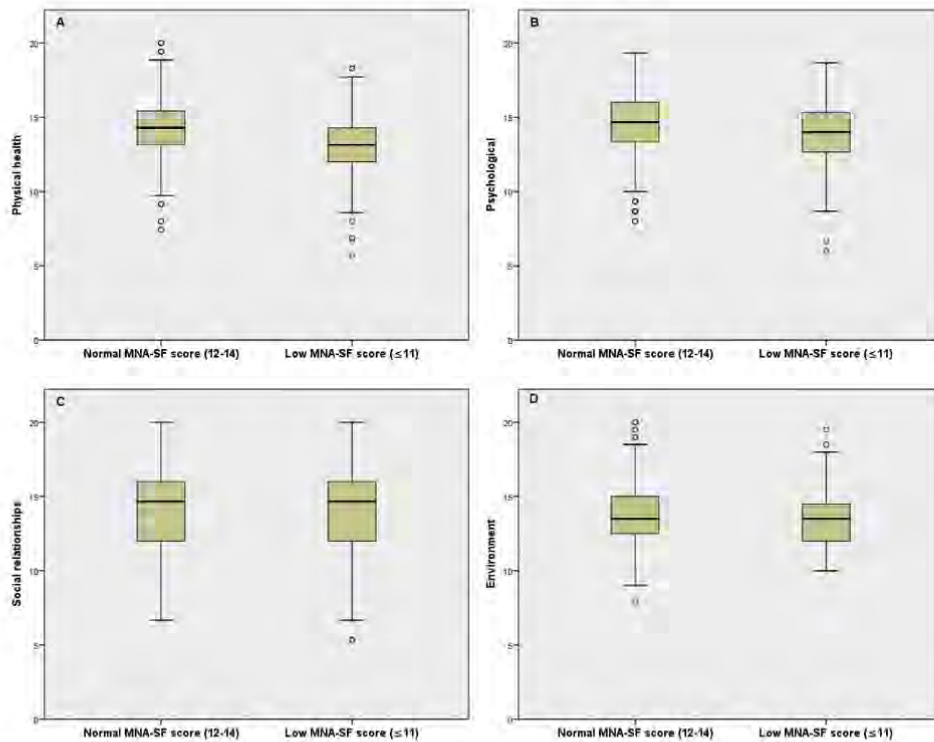 A
Physical health
20
15
10
5
0
Normal MNA-SF score (12-14)
Low MNA-SF score (≤11)
B
Psychological
20
15
10
5
0
Normal MNA-SF score (12-14)
Low MNA-SF score (≤11)
C
Social relationships
20
15
10
5
0
Normal MNA-SF score (12-14)
Low MNA-SF score (≤11)
D
Environment
20
15
10
5
0
Normal MNA-SF score (12-14)
Low MNA-SF score (≤11)